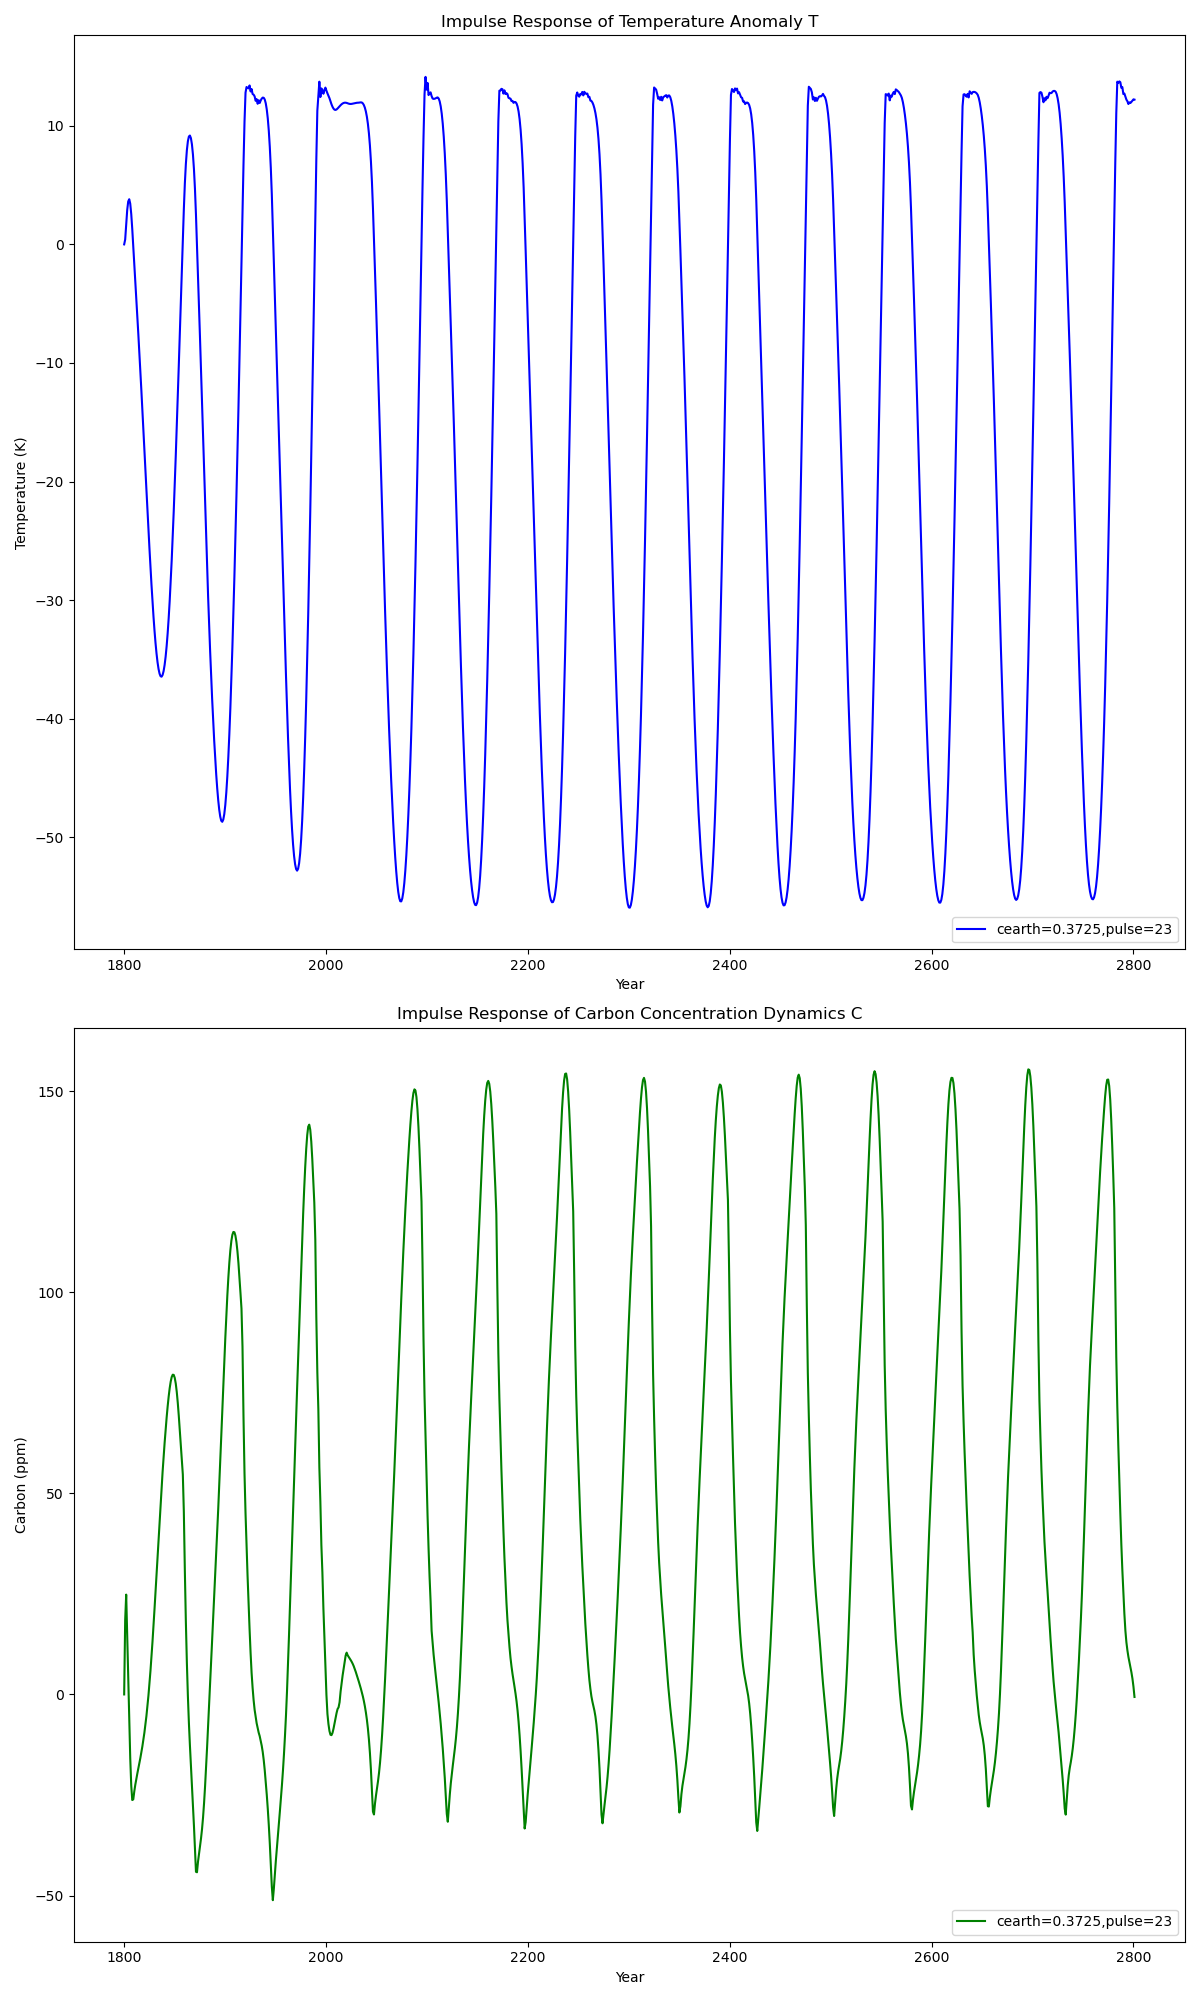 Impulse Response of Temperature Anomaly T
10
0
−10
−20
−30
−40
−50
Temperature (K)
cearth=0.3725,pulse=23
1800 2000 2200 2400 2600 2800
Year
Impulse Response of Carbon Concentration Dynamics C
150
100
50
0
−50
Carbon (ppm)
cearth=0.3725,pulse=23
1800 2000 2200 2400 2600 2800
Year